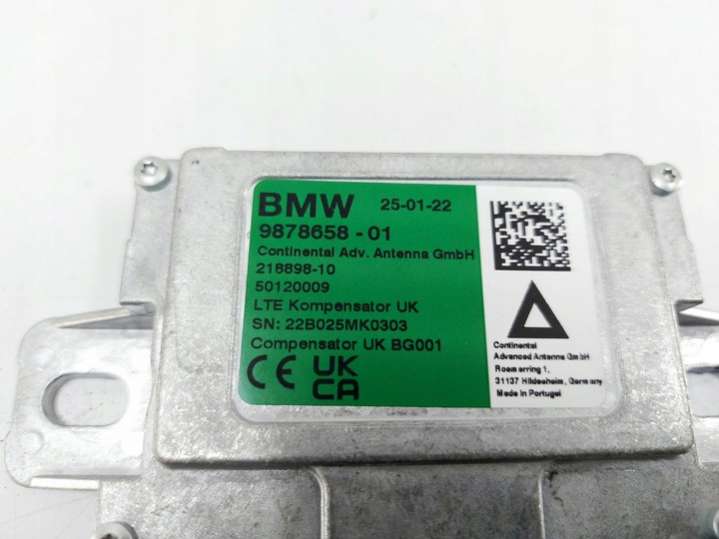 BMW 25-01-22
9878658-01
Continental Adv. Antenna GmbH
218898-10
50120009
LTE Kompensator UK
SN: 22B025MK0303
Compensator UK BG001
CE UK
CA
Continental
Advanced Antenna GmbH
Roemerring 1,
31137 Hildesheim, Germany
Made in Portugal